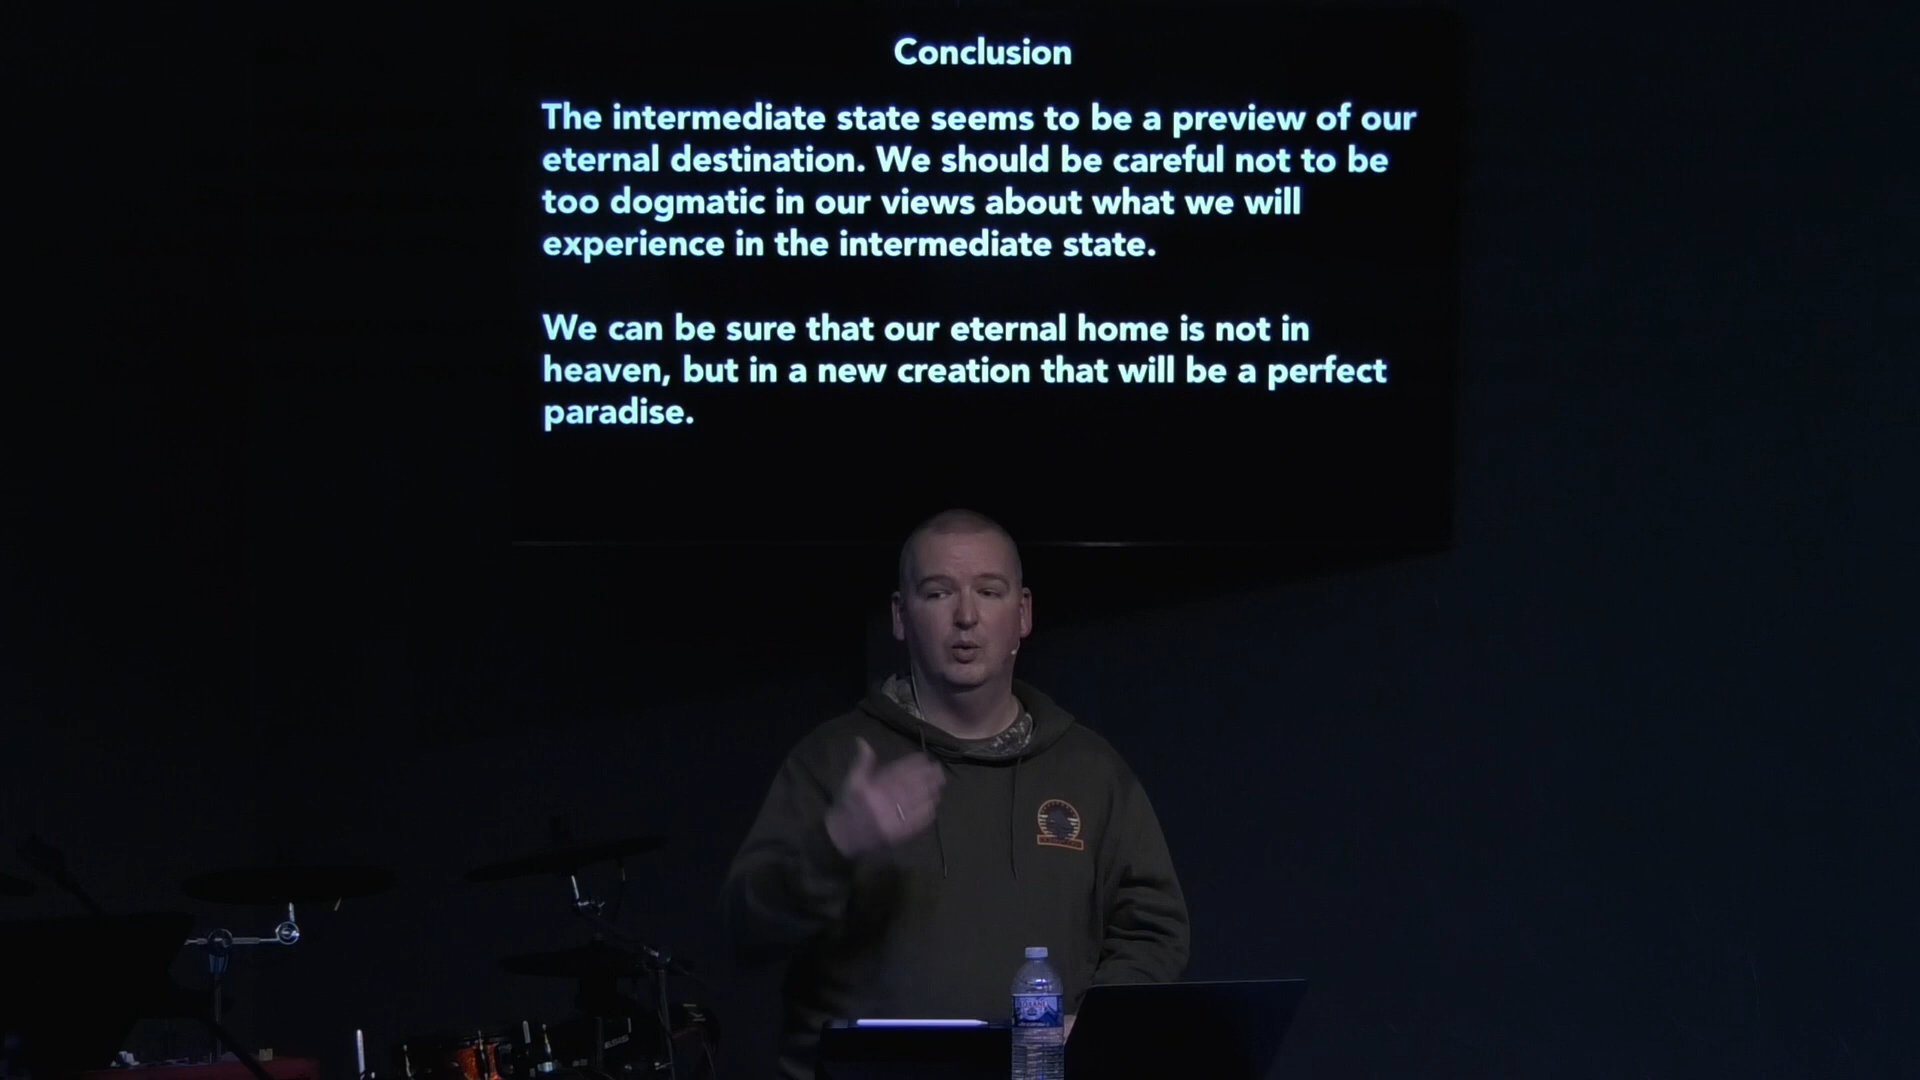 Conclusion
The intermediate state seems to be a preview of our
eternal destination. We should be careful not to be
too dogmatic in our views about what we will
experience in the intermediate state.
We can be sure that our eternal home is not in
heaven, but in a new creation that will be a perfect
paradise.